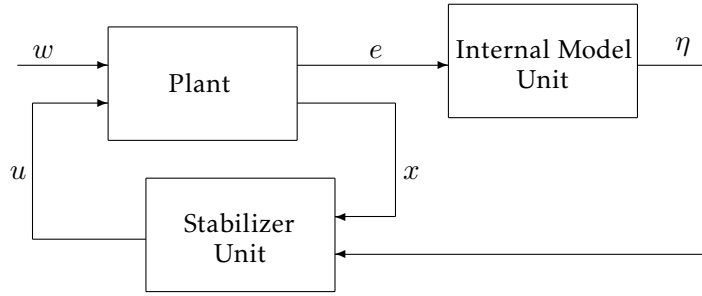 w
Plant
e
Internal Model
Unit
η
u
x
Stabilizer
Unit